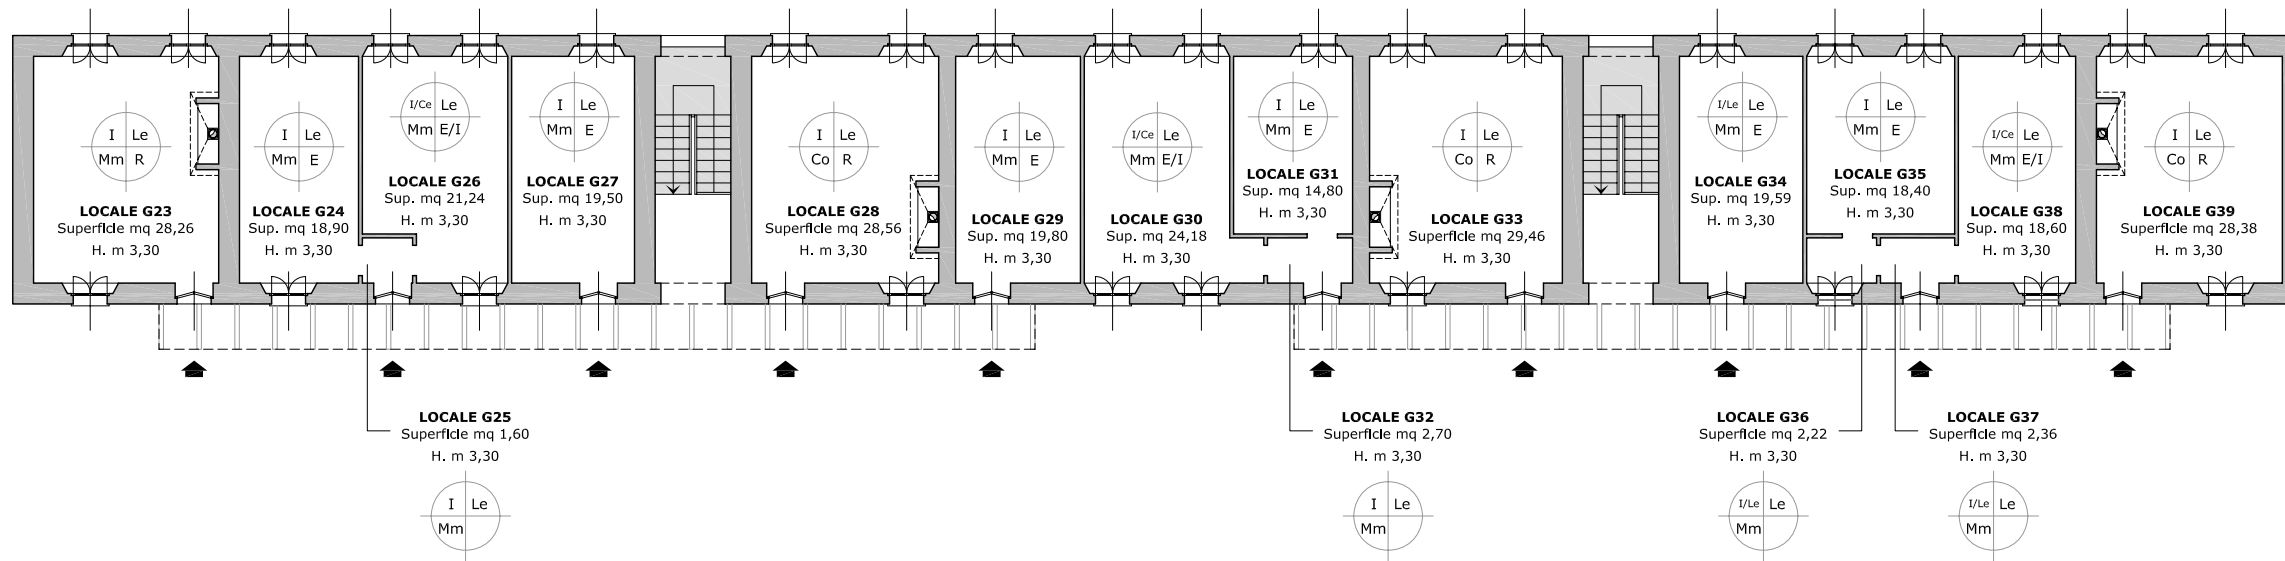 I Le
Mm R
LOCALE G23
Superficie mq 28,26
H. m 3,30
I Le
Mm E
LOCALE G24
Sup. mq 18,90
H. m 3,30
I/Ce Le
Mm E/I
LOCALE G26
Sup. mq 21,24
H. m 3,30
I Le
Mm E
LOCALE G27
Sup. mq 19,50
H. m 3,30
I Le
Co R
LOCALE G28
Superficie mq 28,56
H. m 3,30
I Le
Mm E
LOCALE G29
Sup. mq 19,80
H. m 3,30
I/Ce Le
Mm E/I
LOCALE G30
Sup. mq 24,18
H. m 3,30
I Le
Mm E
LOCALE G31
Sup. mq 14,80
H. m 3,30
I Le
Co R
LOCALE G33
Superficie mq 29,46
H. m 3,30
I/Le Le
Mm E
LOCALE G34
Sup. mq 19,59
H. m 3,30
I Le
Mm E
LOCALE G35
Sup. mq 18,40
H. m 3,30
I/Ce Le
Mm E/I
LOCALE G38
Sup. mq 18,60
H. m 3,30
I Le
Co R
LOCALE G39
Superficie mq 28,38
H. m 3,30
LOCALE G25
Superficie mq 1,60
H. m 3,30
I Le
Mm
LOCALE G32
Superficie mq 2,70
H. m 3,30
I Le
Mm
LOCALE G36
Superficie mq 2,22
H. m 3,30
I/Le Le
Mm
LOCALE G37
Superficie mq 2,36
H. m 3,30
I/Le Le
Mm